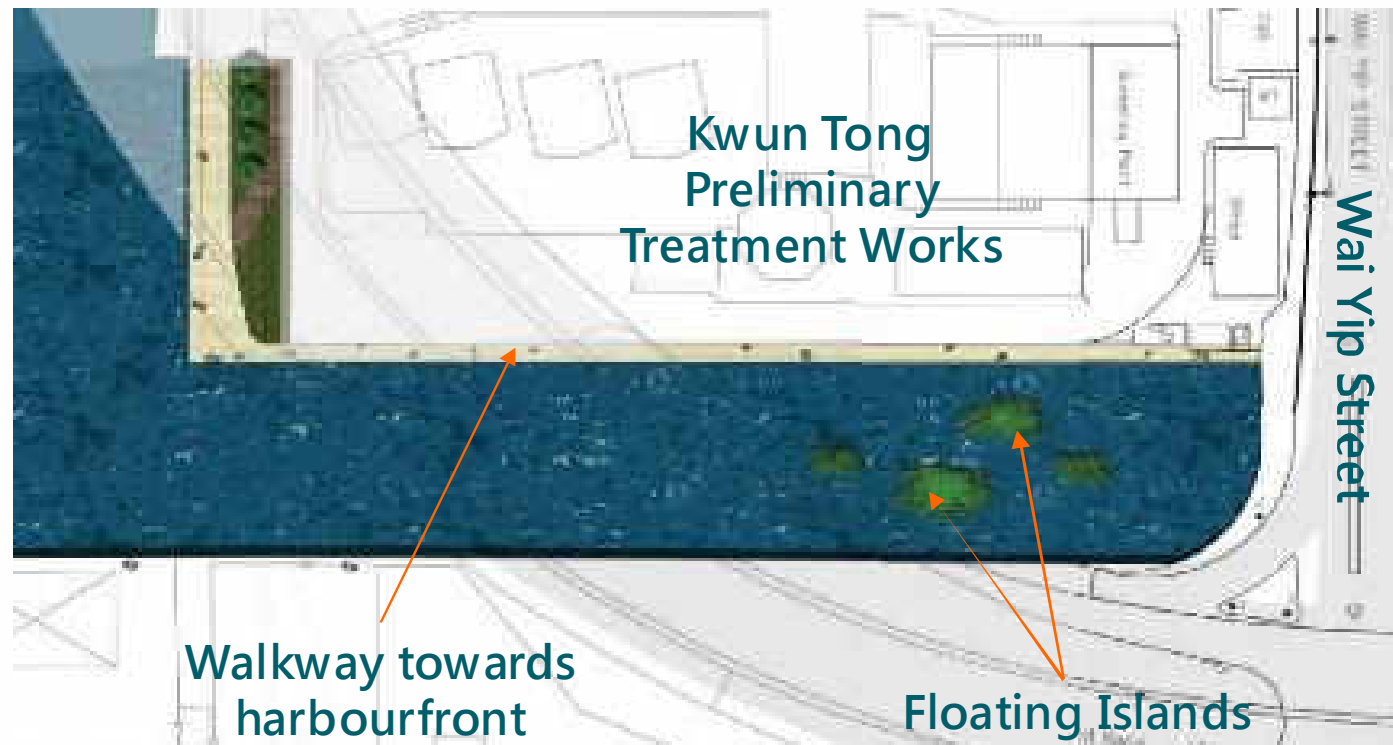 Kwun Tong
Preliminary
Treatment Works
Wai Yip Street
Walkway towards
harbourfront
Floating Islands